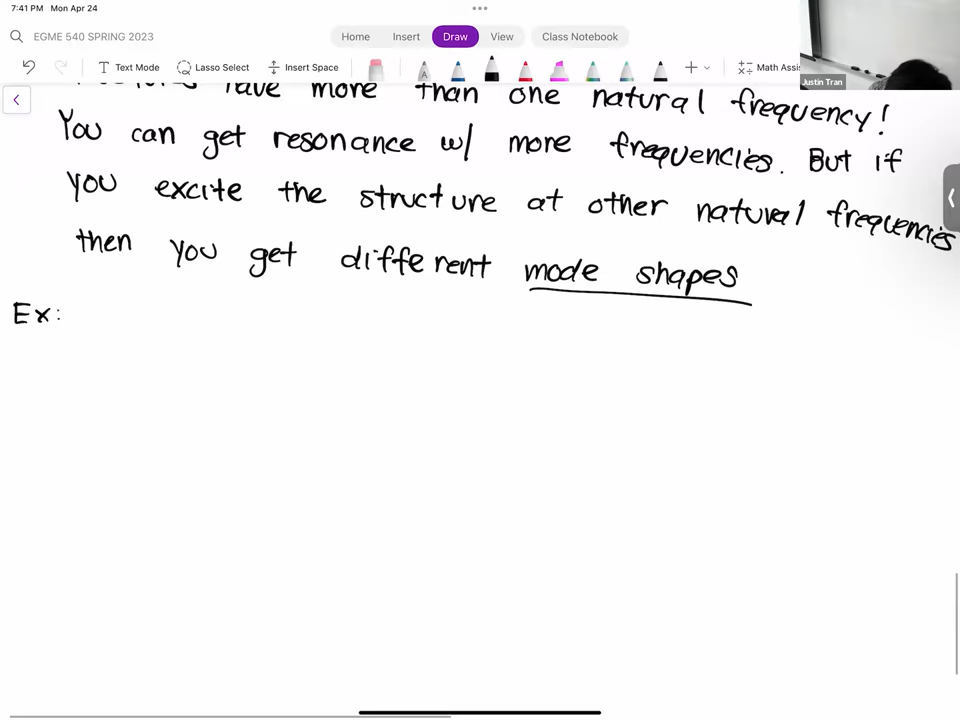 7:41 PM Mon Apr 24
EGME 540 SPRING 2023
Home Insert Draw View Class Notebook
Text Mode Lasso Select Insert Space Math Assis
Justin Tran
have more than one natural frequency!
You can get resonance w/ more frequencies. But if
you excite the structure at other natural frequencies
then you get different mode shapes
Ex: